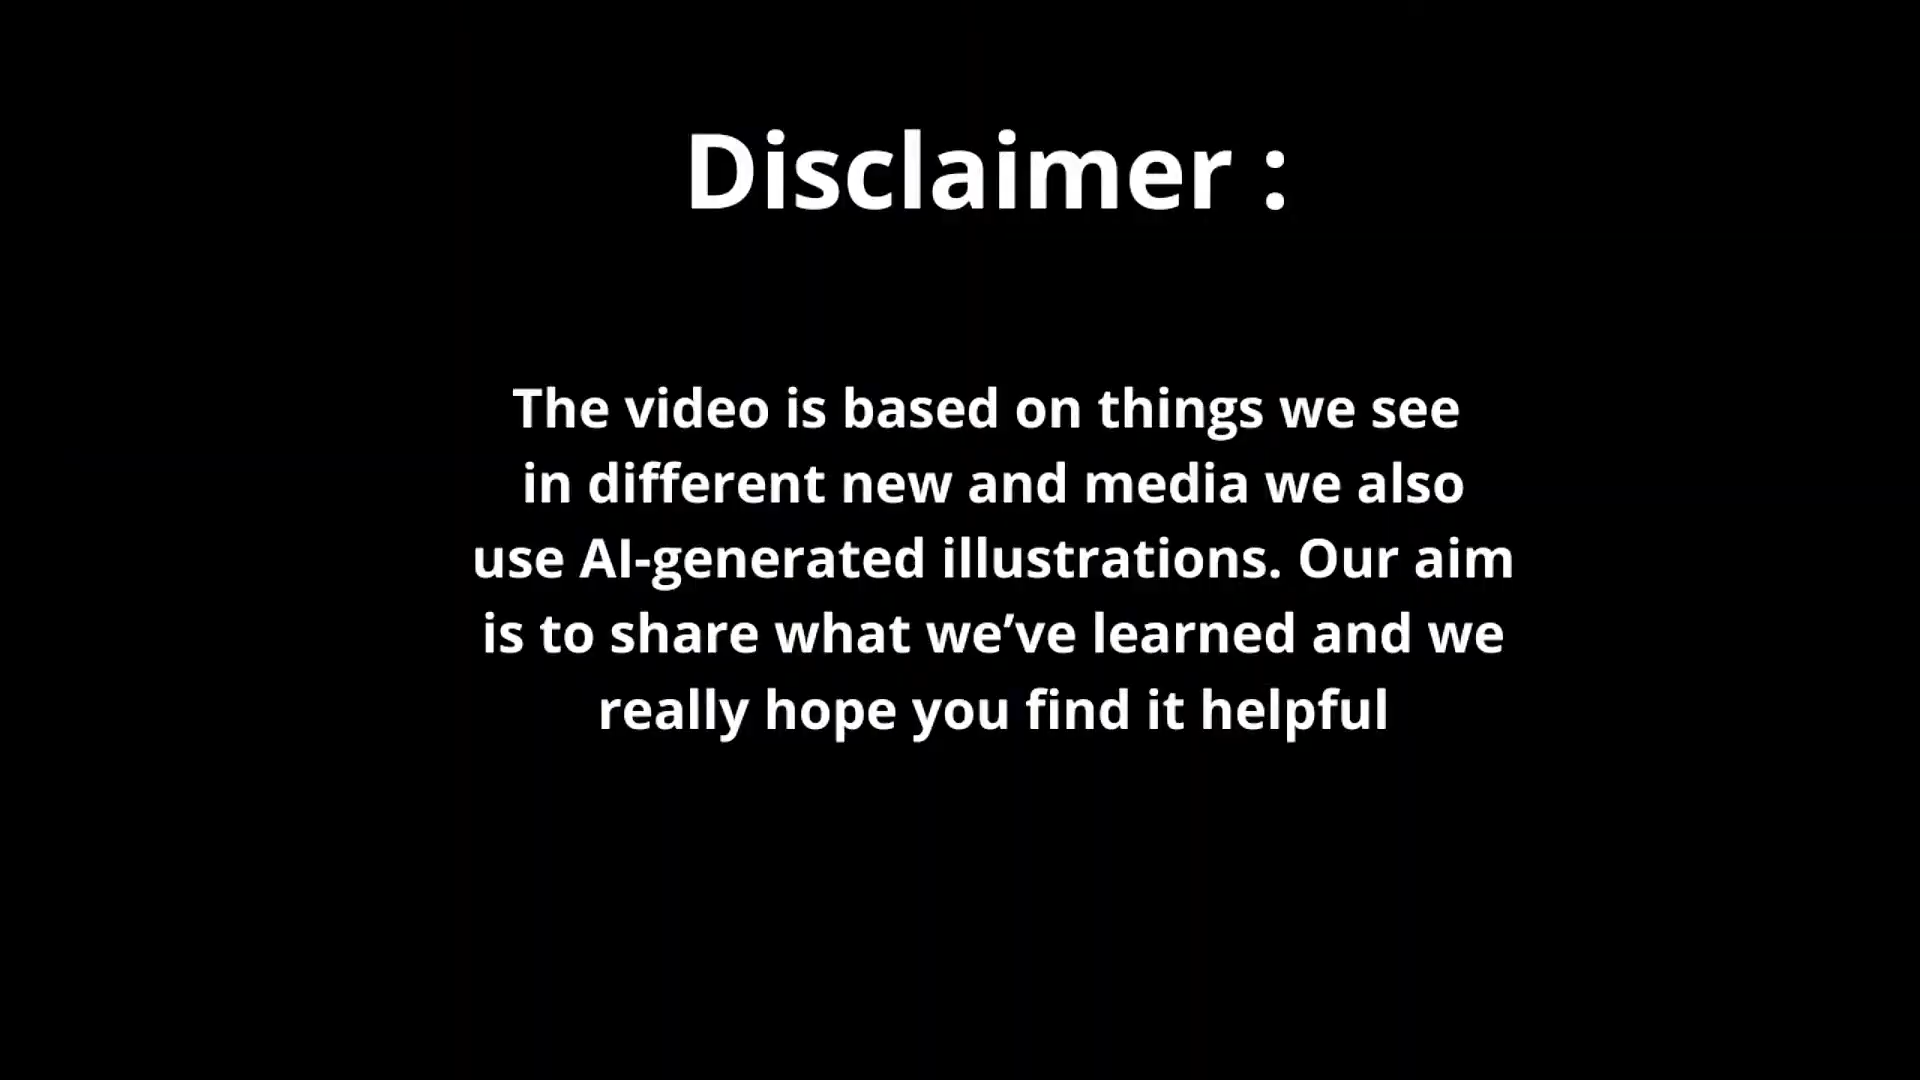 Disclaimer :
The video is based on things we see
in different new and media we also
use AI-generated illustrations. Our aim
is to share what we’ve learned and we
really hope you find it helpful